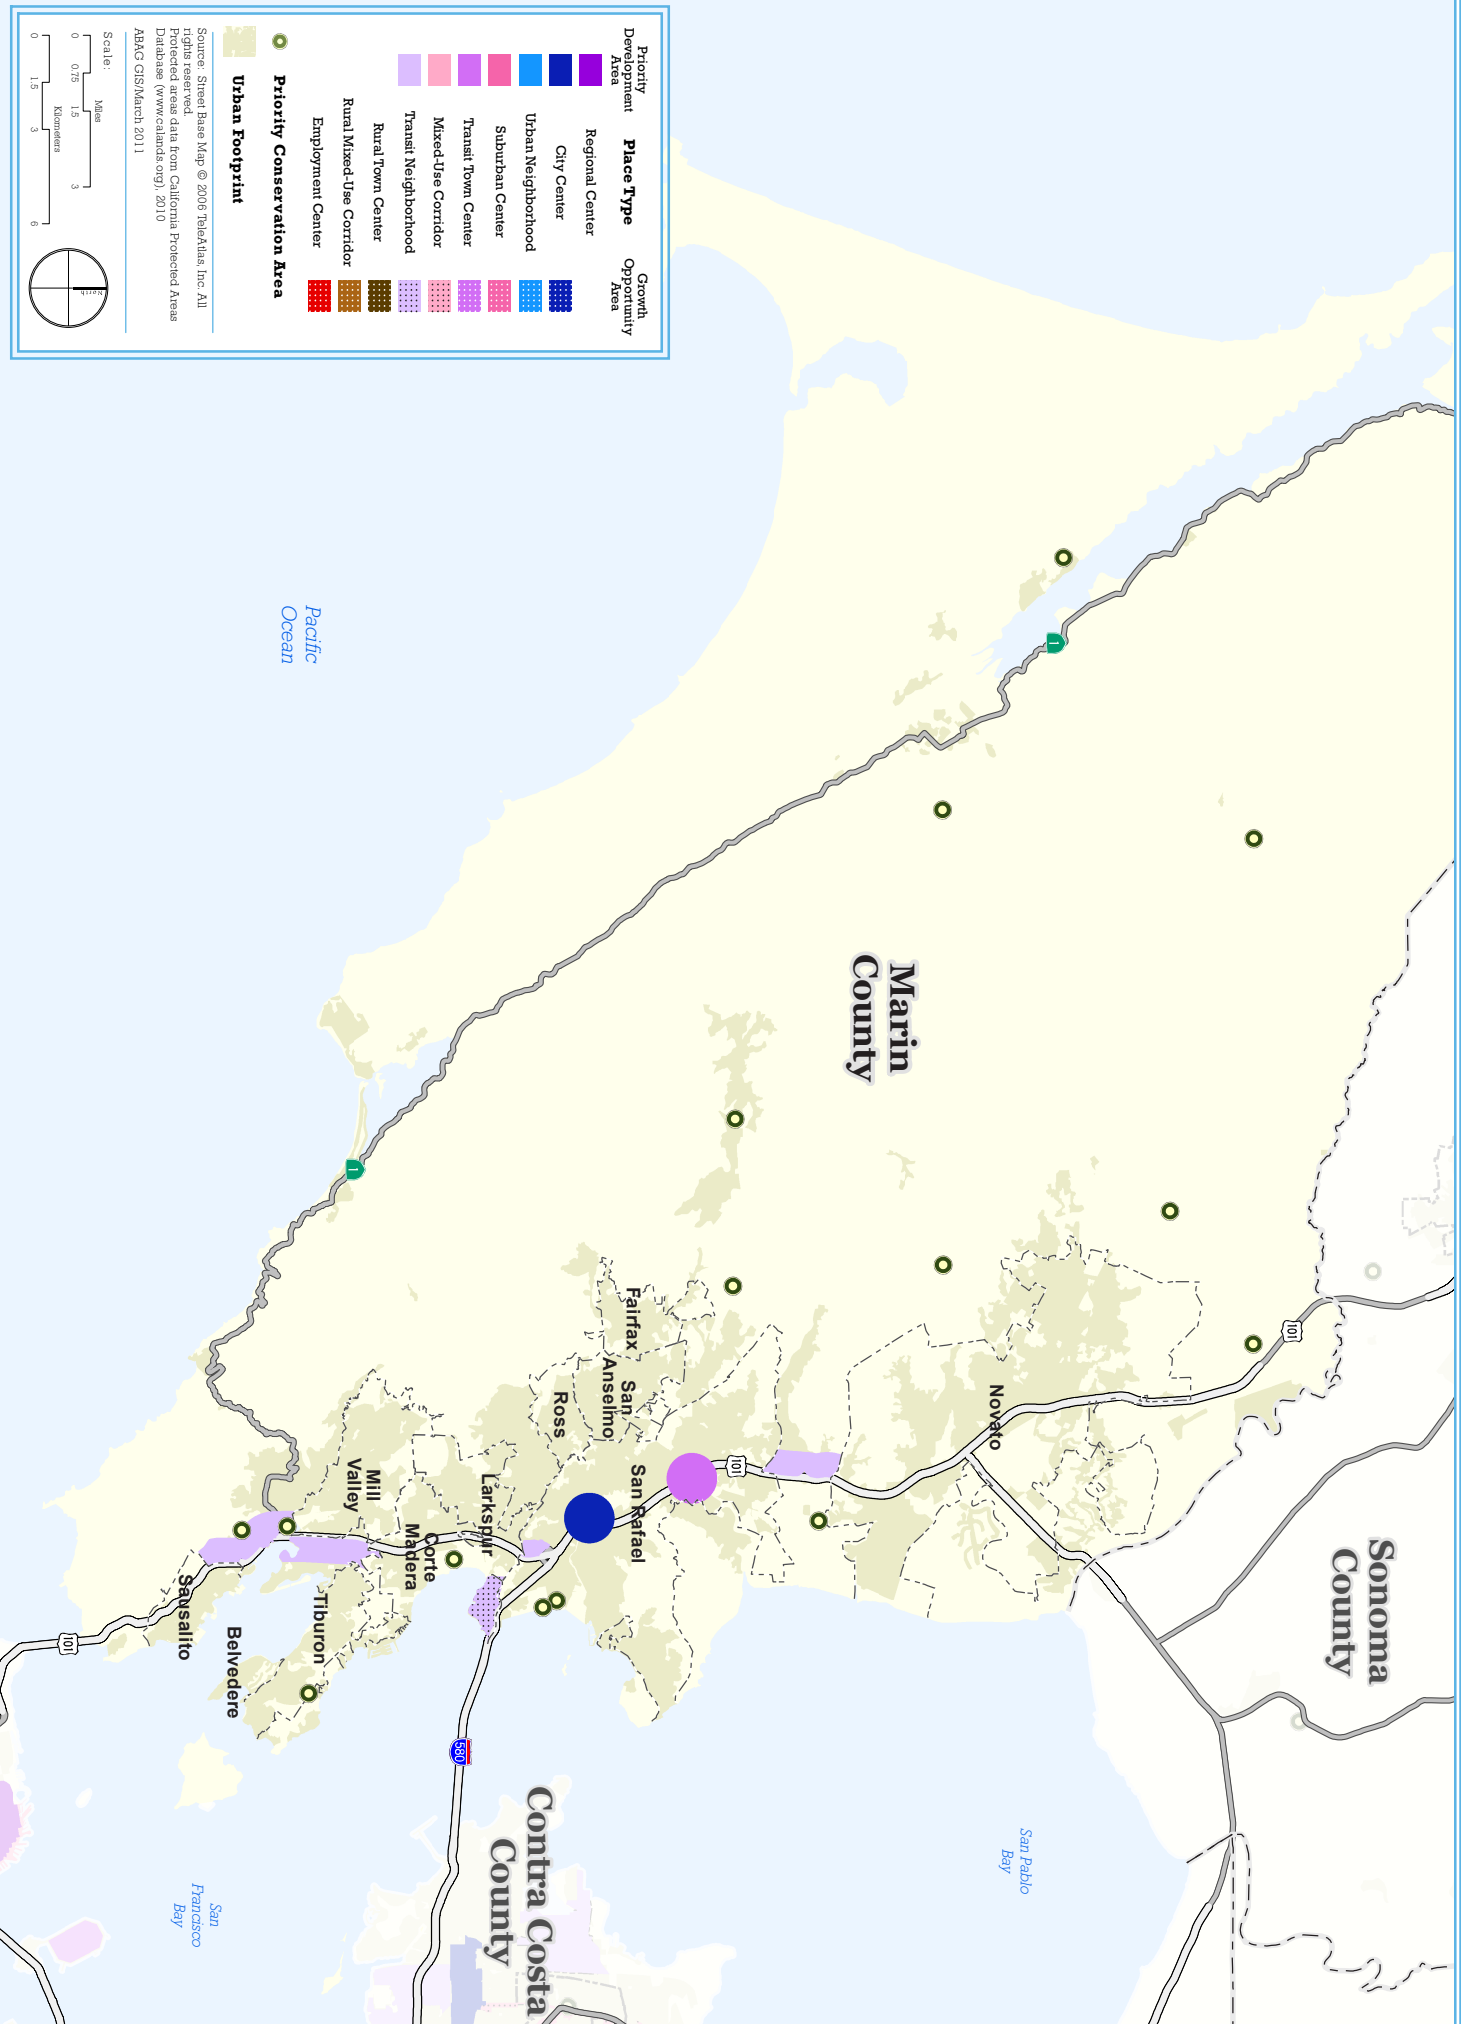 Priority
Development
Area
Place Type
Growth
Opportunity
Area
Regional Center
City Center
Urban Neighborhood
Suburban Center
Transit Town Center
Mixed-Use Corridor
Transit Neighborhood
Rural Town Center
Rural Mixed-Use Corridor
Employment Center
Priority Conservation Area
Urban Footprint
Source: Street Base Map © 2006 TeleAtlas, Inc. All
rights reserved.
Protected areas data from California Protected Areas
Database (www.calands.org), 2010
ABAG GIS/March 2011
Scale:
Miles
0 0.75 1.5 3
Kilometers
0 1.5 3 6
North
Sonoma
County
Marin
County
Contra Costa
County
Pacific
Ocean
San Pablo
Bay
San
Francisco
Bay
Novato
Fairfax
San
Anselmo
Ross
San Rafael
Larkspur
Corte
Madera
Mill
Valley
Tiburon
Belvedere
Sausalito
1
1
101
101
101
580